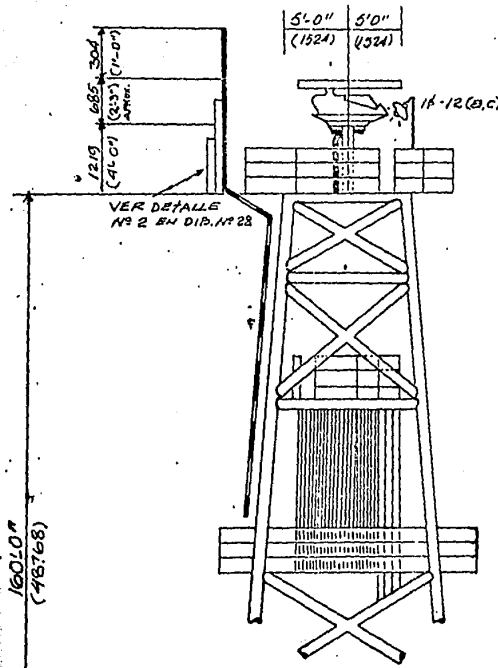 5'-0" 5'0"
(1524) (1524)
304
(1'-0")
685
(2'-3")
APROX.
1219
(4'-0")
1#-12(B,C)
VER DETALLE
Nº 2 EN DIB. Nº 28
160'-0"
(48768)